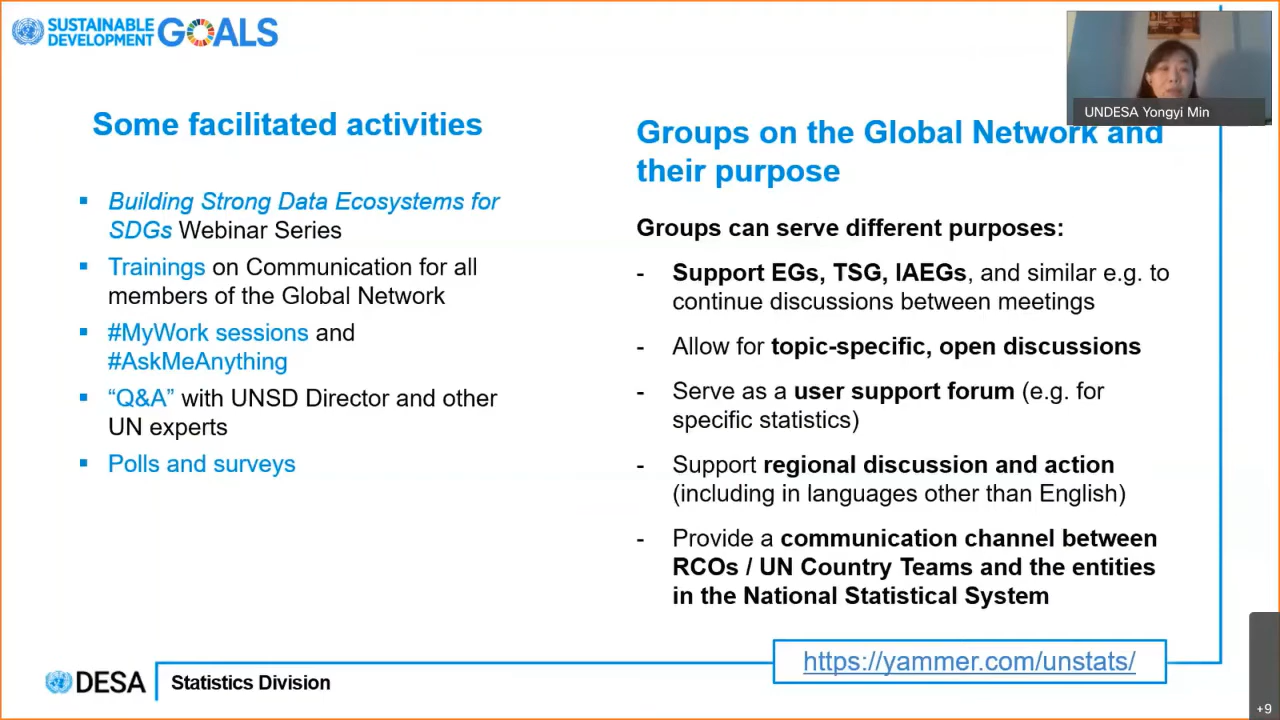 SUSTAINABLE
DEVELOPMENT
GOALS
UNDESA Yongyi Min
Some facilitated activities
▪ Building Strong Data Ecosystems for
SDGs Webinar Series
▪ Trainings on Communication for all
members of the Global Network
▪ #MyWork sessions and
#AskMeAnything
▪ “Q&A” with UNSD Director and other
UN experts
▪ Polls and surveys
Groups on the Global Network and
their purpose
Groups can serve different purposes:
- Support EGs, TSG, IAEGs, and similar e.g. to
continue discussions between meetings
- Allow for topic-specific, open discussions
- Serve as a user support forum (e.g. for
specific statistics)
- Support regional discussion and action
(including in languages other than English)
- Provide a communication channel between
RCOs / UN Country Teams and the entities
in the National Statistical System
https://yammer.com/unstats/
DESA
Statistics Division
+9